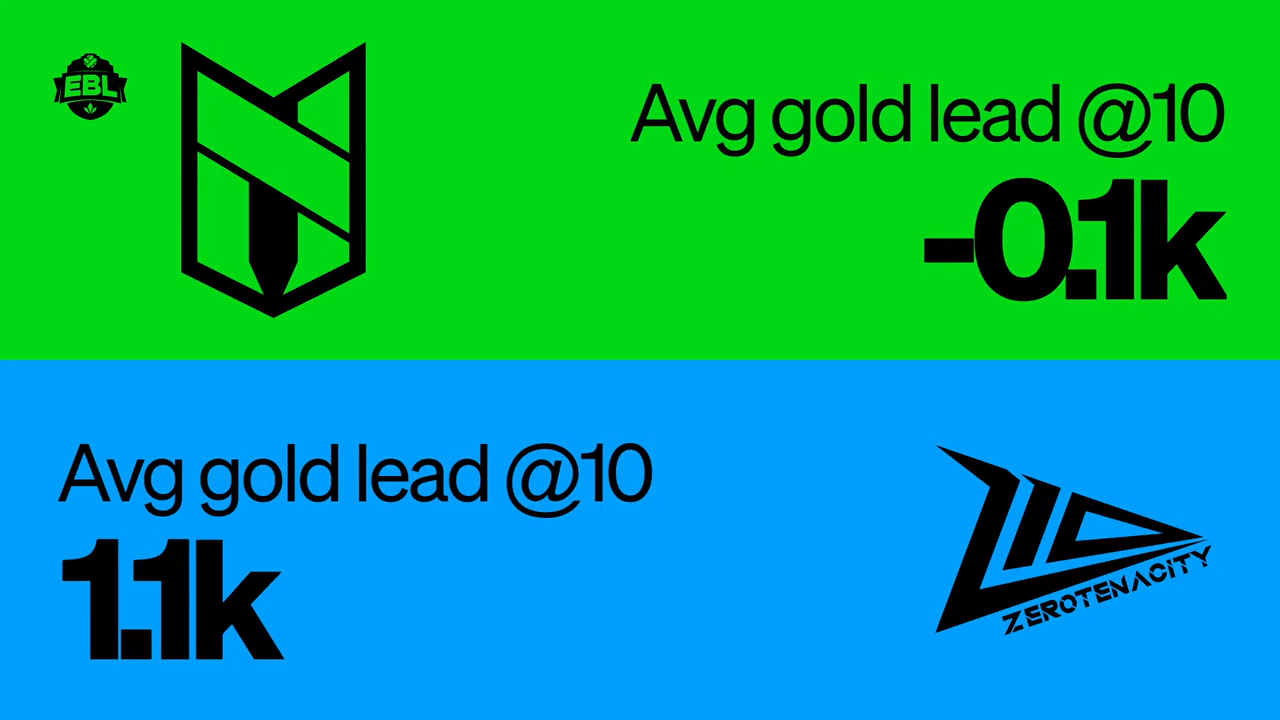 EBL
Avg gold lead @10
-0.1k
Avg gold lead @10
1.1k
ZEROTENACITY